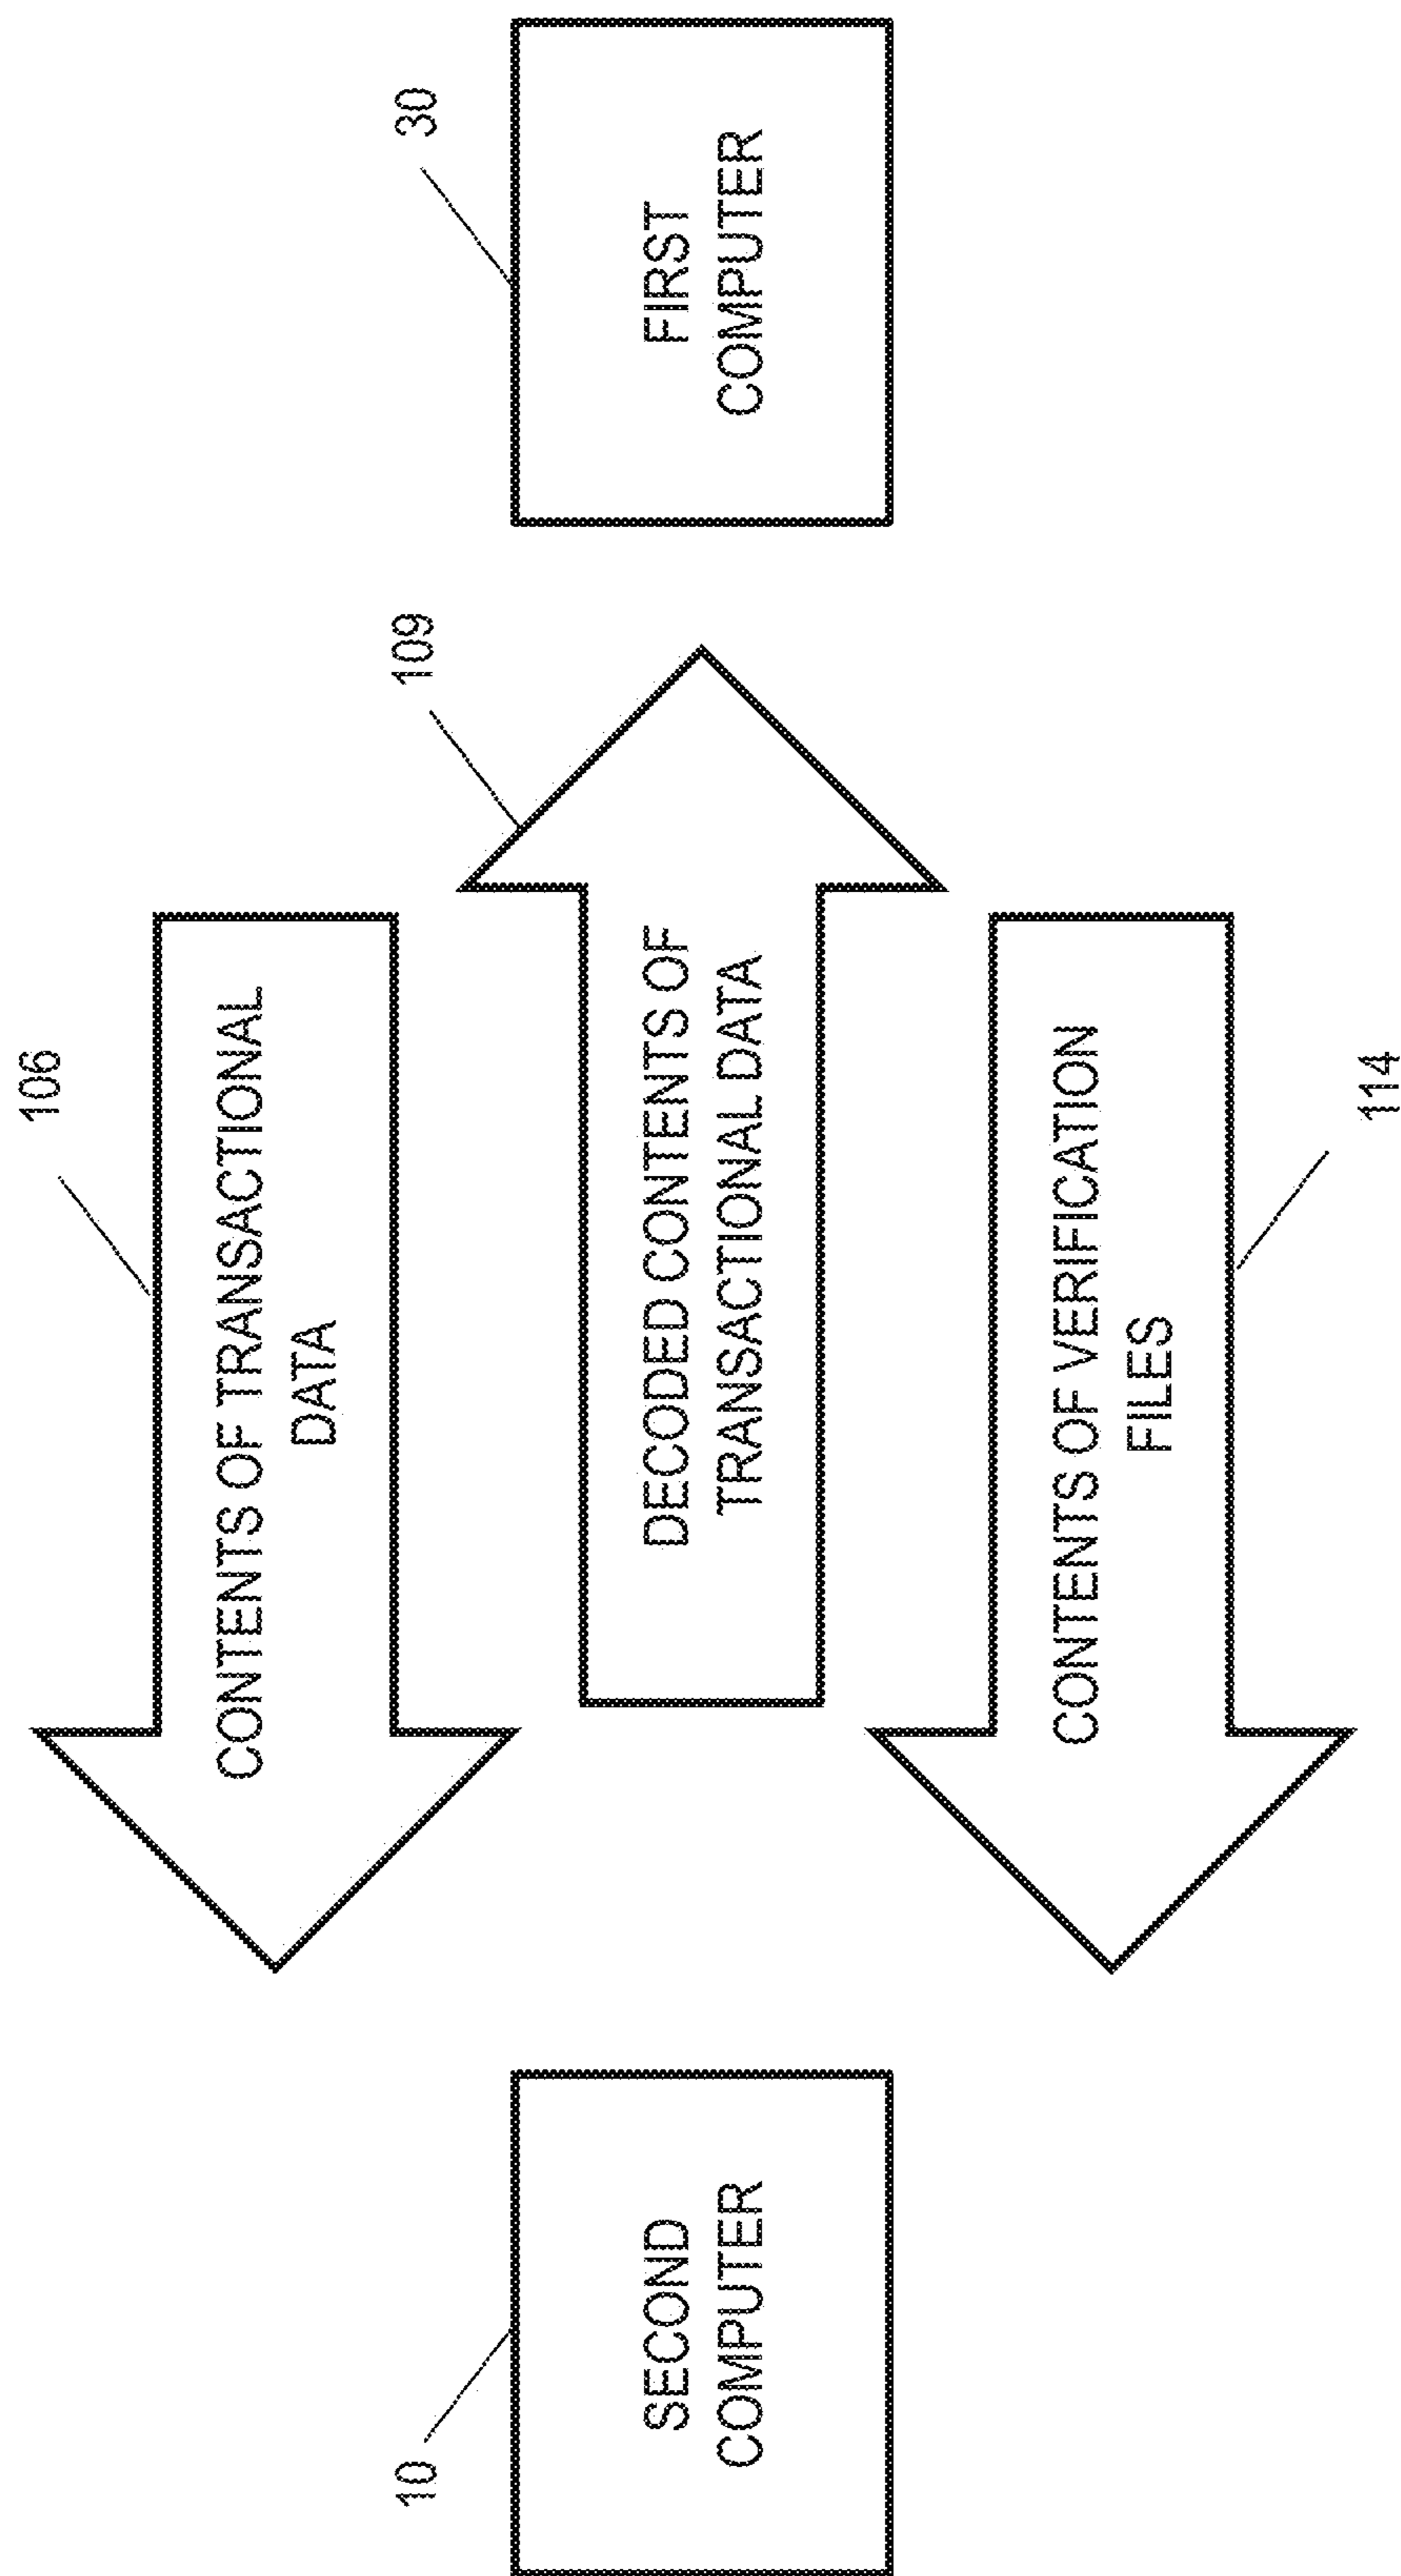 106
CONTENTS OF TRANSACTIONAL
DATA
10
SECOND
COMPUTER
109
DECODED CONTENTS OF
TRANSACTIONAL DATA
30
FIRST
COMPUTER
CONTENTS OF VERIFICATION
FILES
114